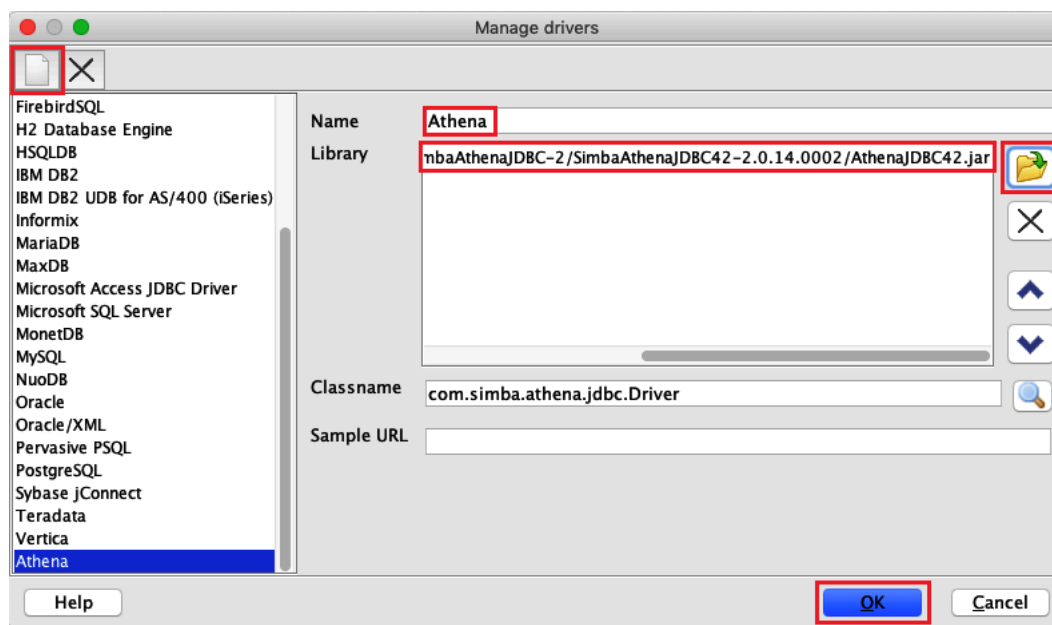 Manage drivers
FirebirdSQL
H2 Database Engine
HSQLDB
IBM DB2
IBM DB2 UDB for AS/400 (iSeries)
Informix
MariaDB
MaxDB
Microsoft Access JDBC Driver
Microsoft SQL Server
MonetDB
MySQL
NuoDB
Oracle
Oracle/XML
Pervasive PSQL
PostgreSQL
Sybase jConnect
Teradata
Vertica
Athena
Name Athena
Library mbaAthenaJDBC-2/SimbaAthenaJDBC42-2.0.14.0002/AthenaJDBC42.jar
Classname com.simba.athena.jdbc.Driver
Sample URL
Help OK Cancel